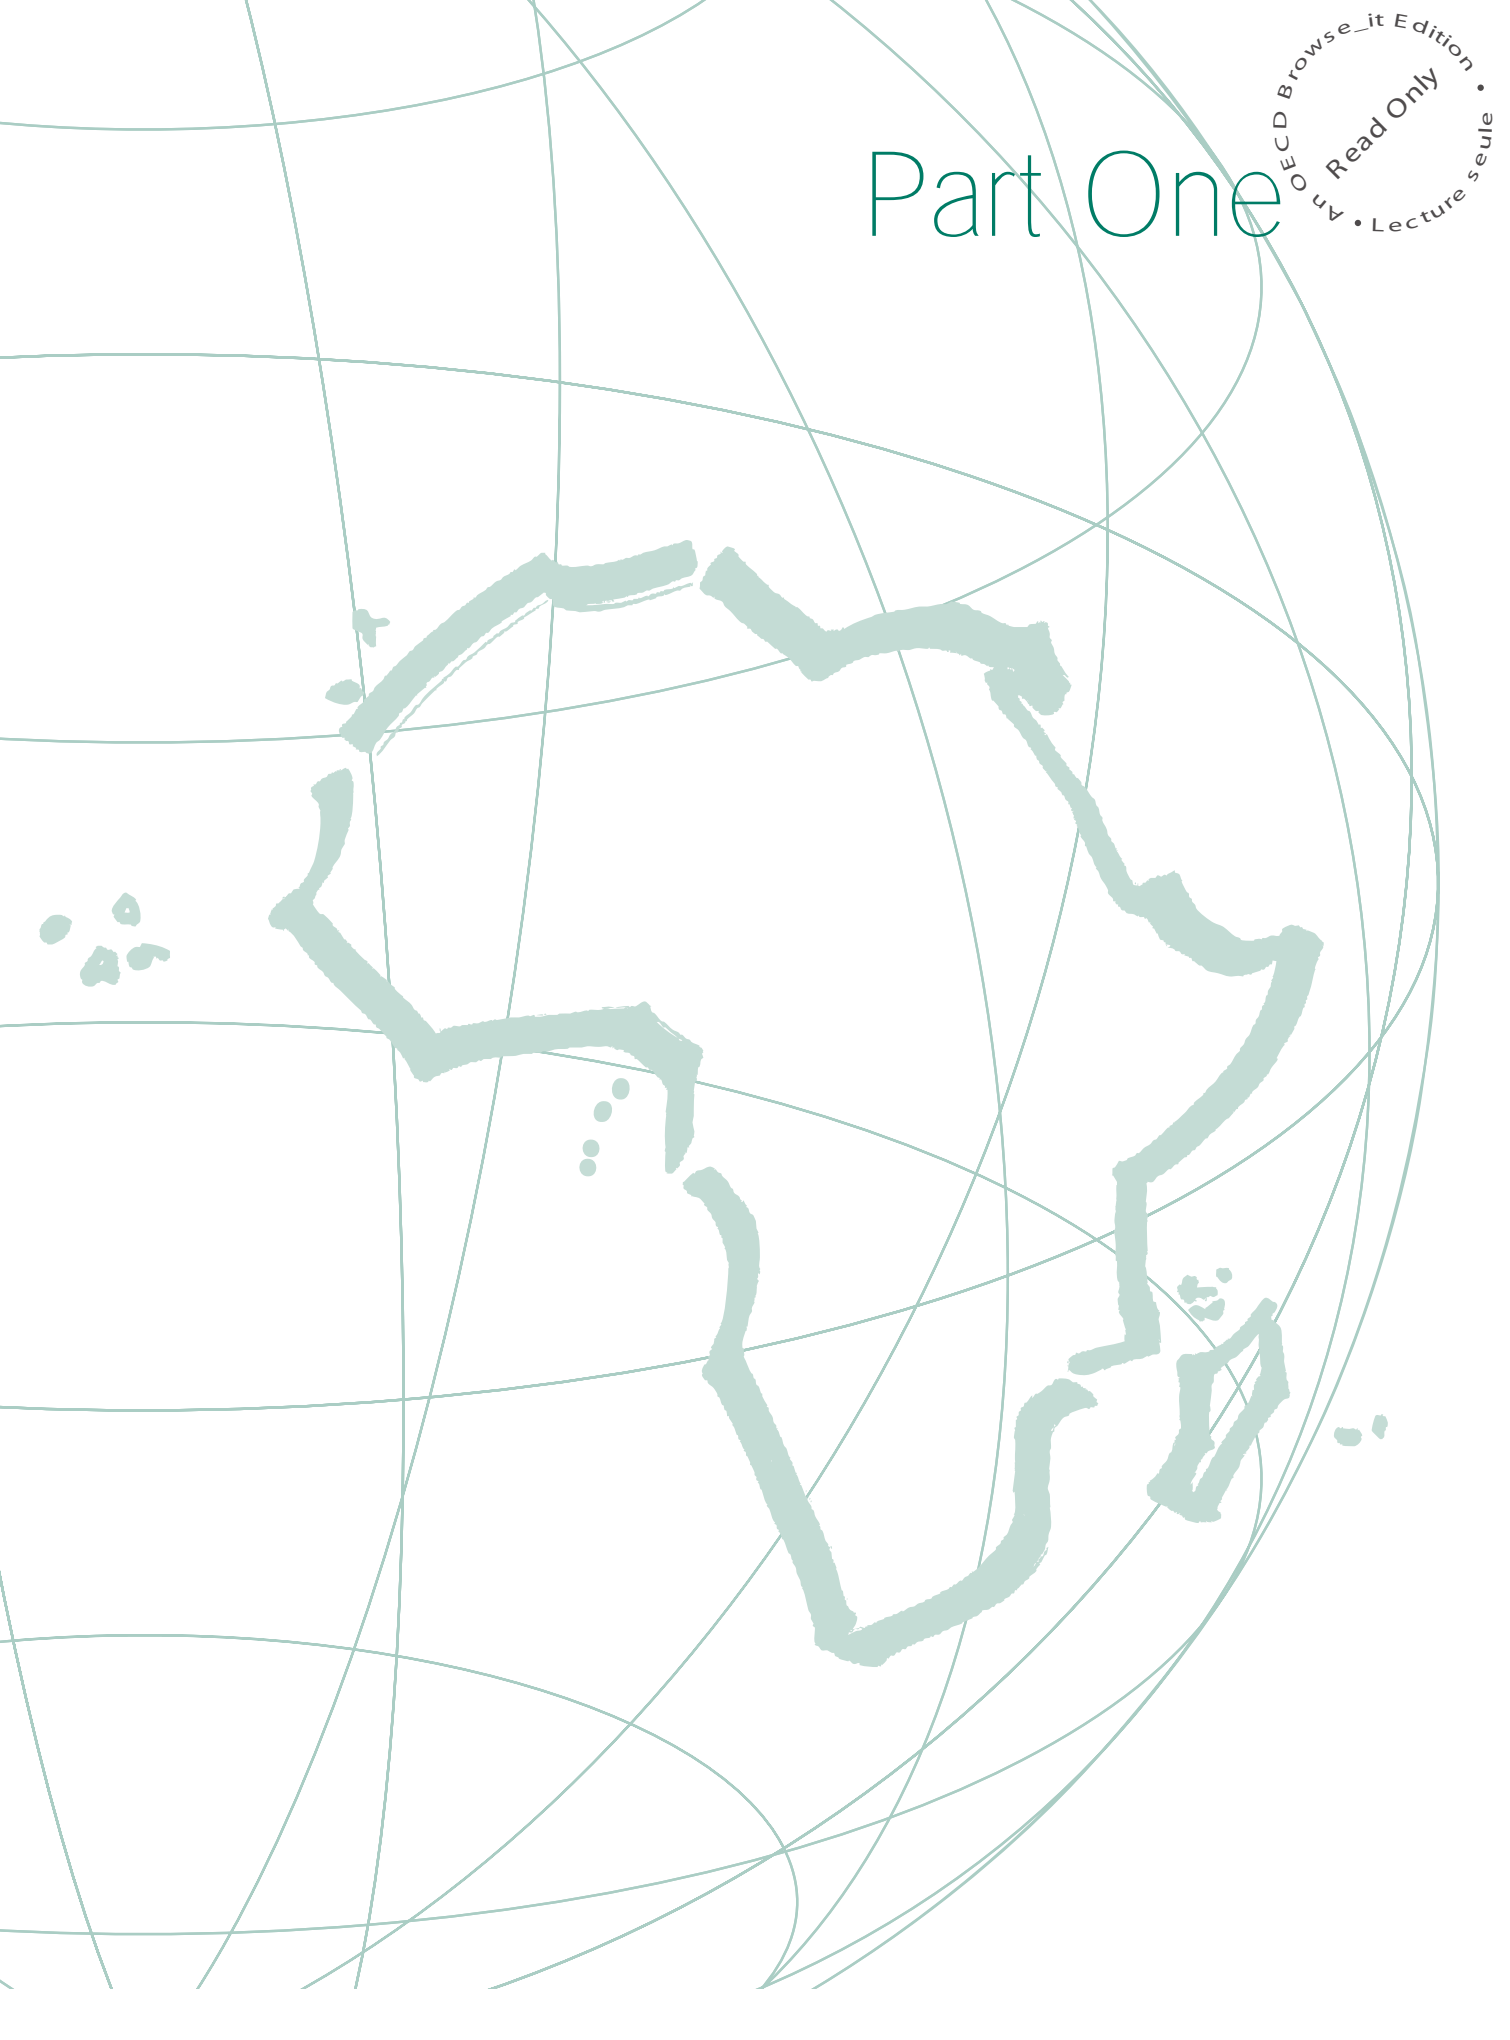 Part One
An OECD Browse_it Edition •
Read Only
• Lecture seule